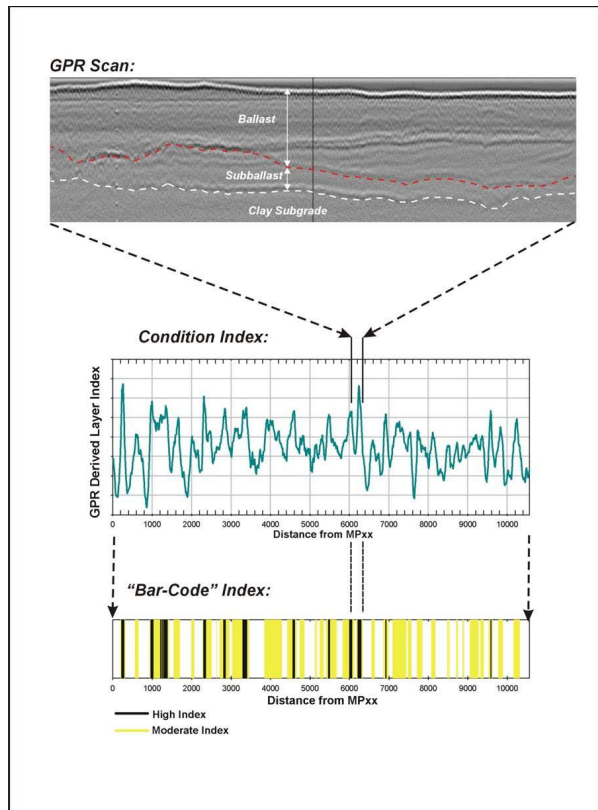 GPR Scan:
Ballast
Subballast
Clay Subgrade
Condition Index:
GPR Derived Layer Index
0 1000 2000 3000 4000 5000 6000 7000 8000 9000 10000
Distance from MPxx
“Bar-Code” Index:
0 1000 2000 3000 4000 5000 6000 7000 8000 9000 10000
Distance from MPxx
High Index
Moderate Index